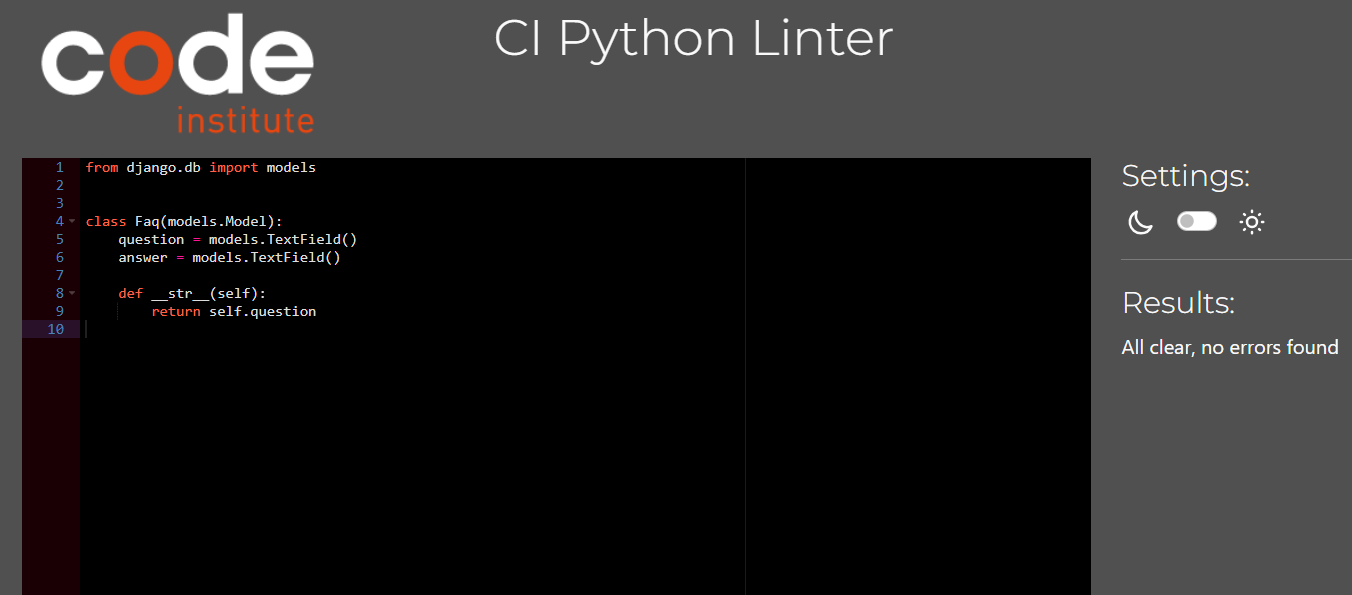 code
institute
CI Python Linter
1 from django.db import models
2
3
4 class Faq(models.Model):
5     question = models.TextField()
6     answer = models.TextField()
7
8     def __str__(self):
9         return self.question
10
Settings:
Results:
All clear, no errors found